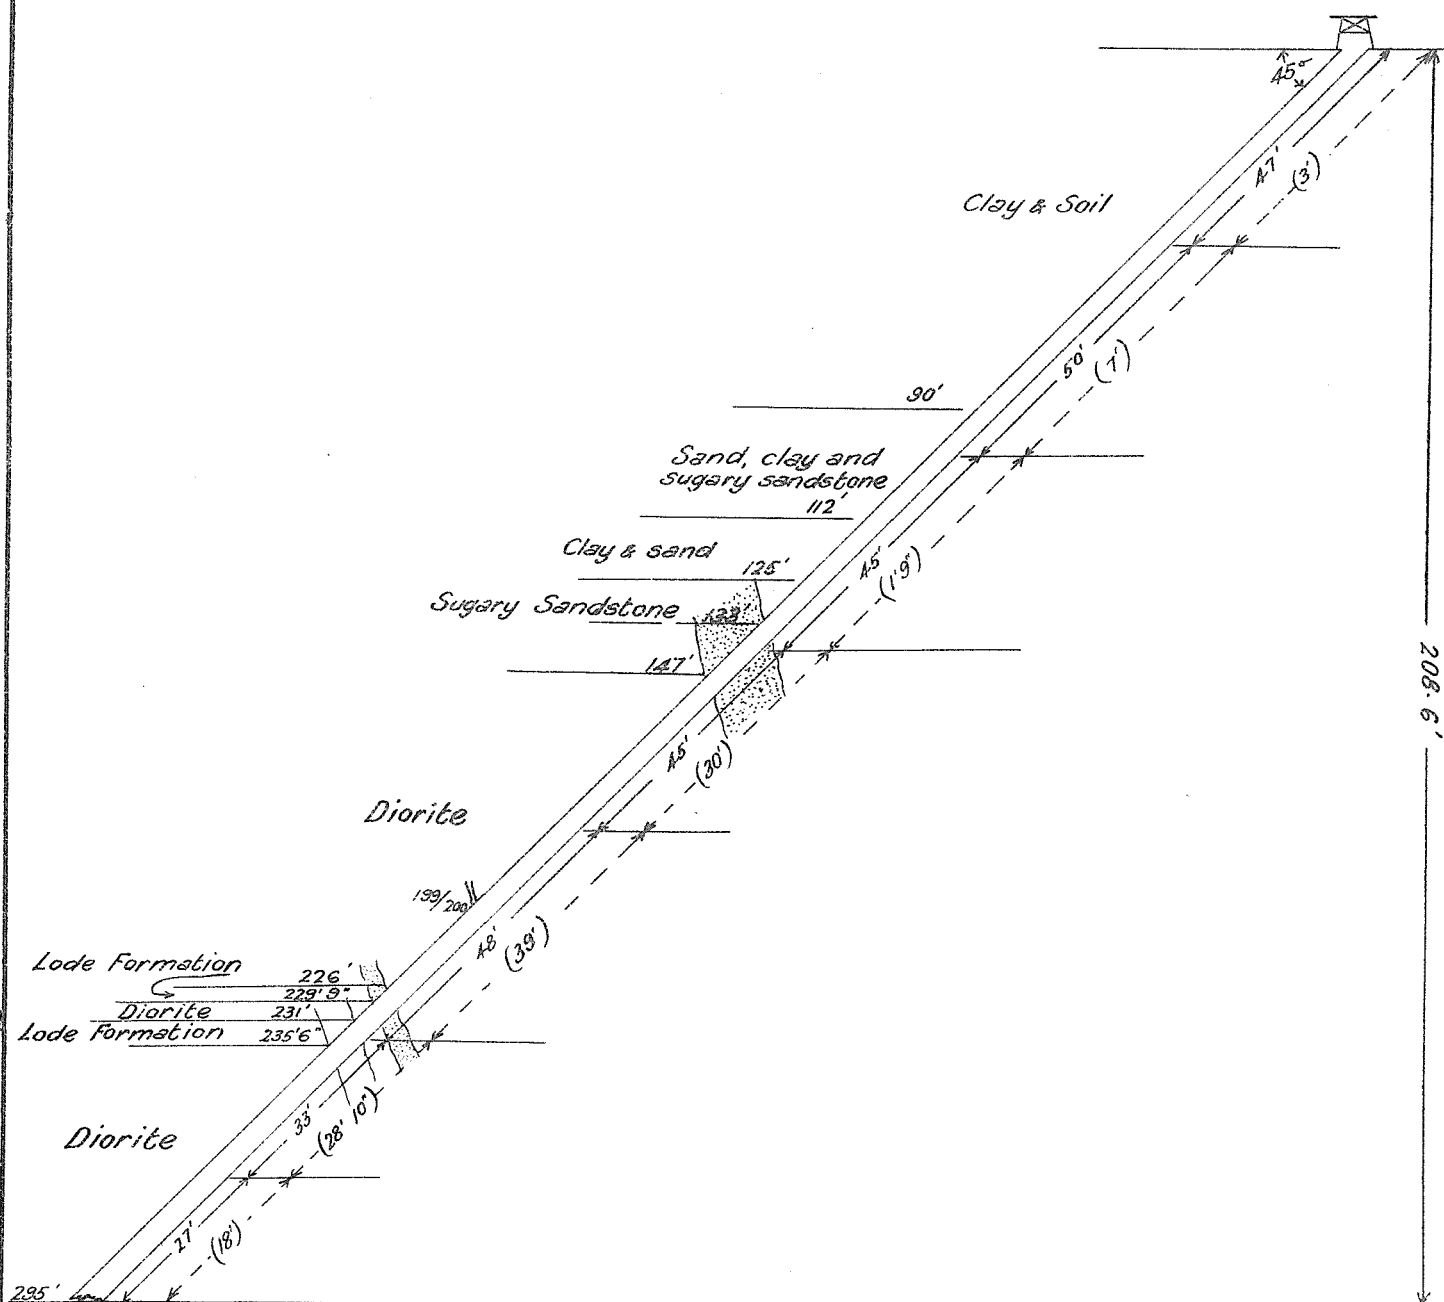 45°
47'
(3')
Clay & Soil
50'
(7')
90'
Sand, clay and
sugary sandstone
112'
Clay & sand
125'
45'
(1'9")
Sugary Sandstone
133'
147'
208·6'
45'
(30')
Diorite
199/200
48'
(39')
Lode Formation
226'
229'9"
Diorite 231'
Lode Formation 235'6"
33'
(28' 10")
Diorite
27'
(18')
295'